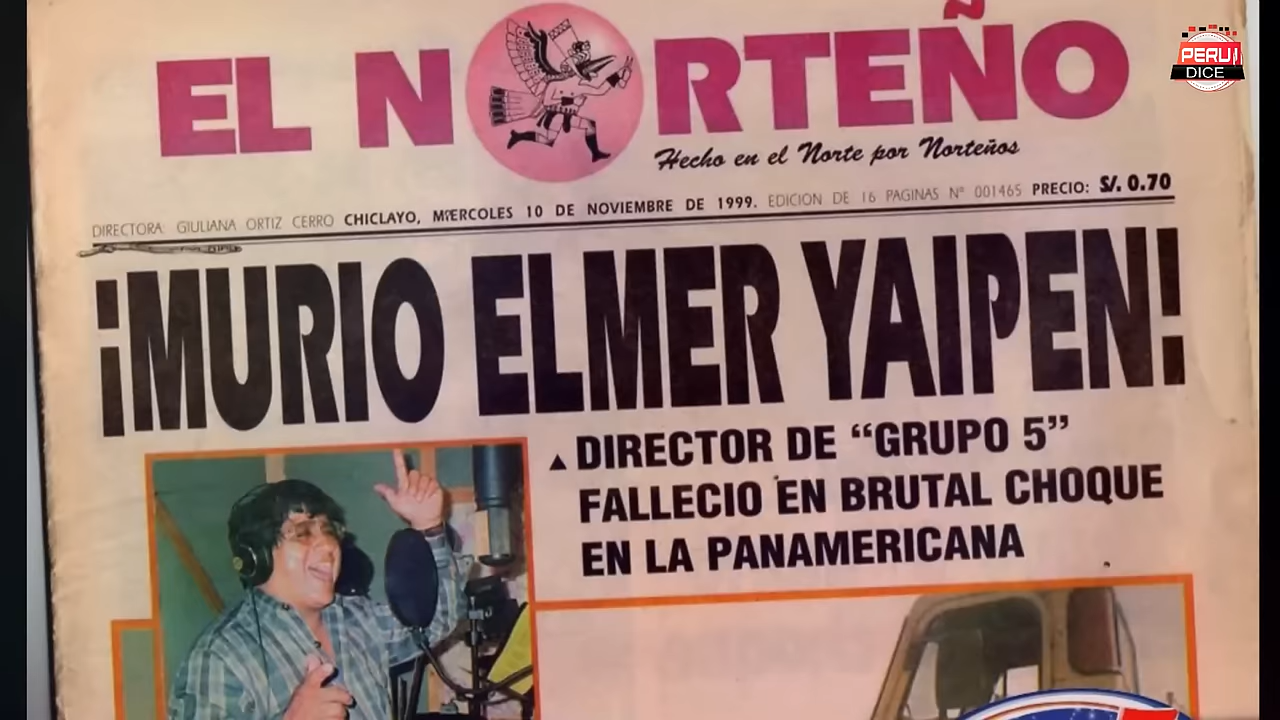 EL NORTEÑO
Hecho en el Norte por Norteños
DIRECTORA: GIULIANA ORTIZ CERRO CHICLAYO, MIERCOLES 10 DE NOVIEMBRE DE 1999. EDICION DE 16 PAGINAS Nº 001465 PRECIO: S/. 0.70
¡MURIO ELMER YAIPEN!
DIRECTOR DE “GRUPO 5”
FALLECIO EN BRUTAL CHOQUE
EN LA PANAMERICANA
PERU
DICE